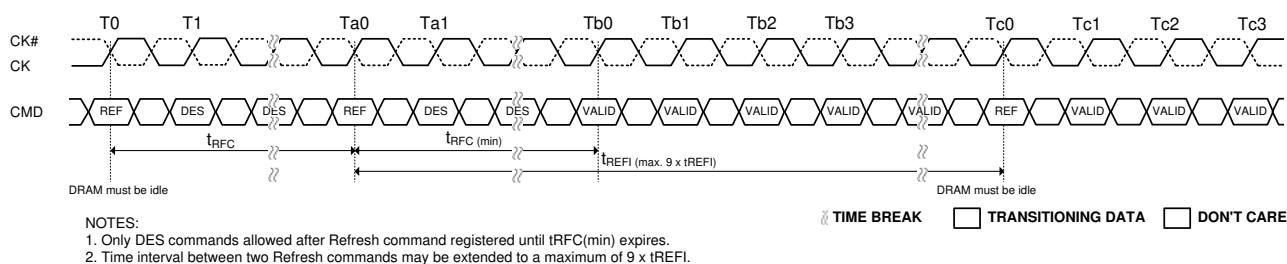 T0 T1 Ta0 Ta1 Tb0 Tb1 Tb2 Tb3 Tc0 Tc1 Tc2 Tc3
CK#
CK
CMD REF DES DES REF DES DES VALID VALID VALID VALID VALID REF VALID VALID VALID
tRFC tRFC (min)
tREFI (max. 9 x tREFI)
DRAM must be idle DRAM must be idle
TIME BREAK TRANSITIONING DATA DON'T CARE
NOTES:
1. Only DES commands allowed after Refresh command registered until tRFC(min) expires.
2. Time interval between two Refresh commands may be extended to a maximum of 9 x tREFI.